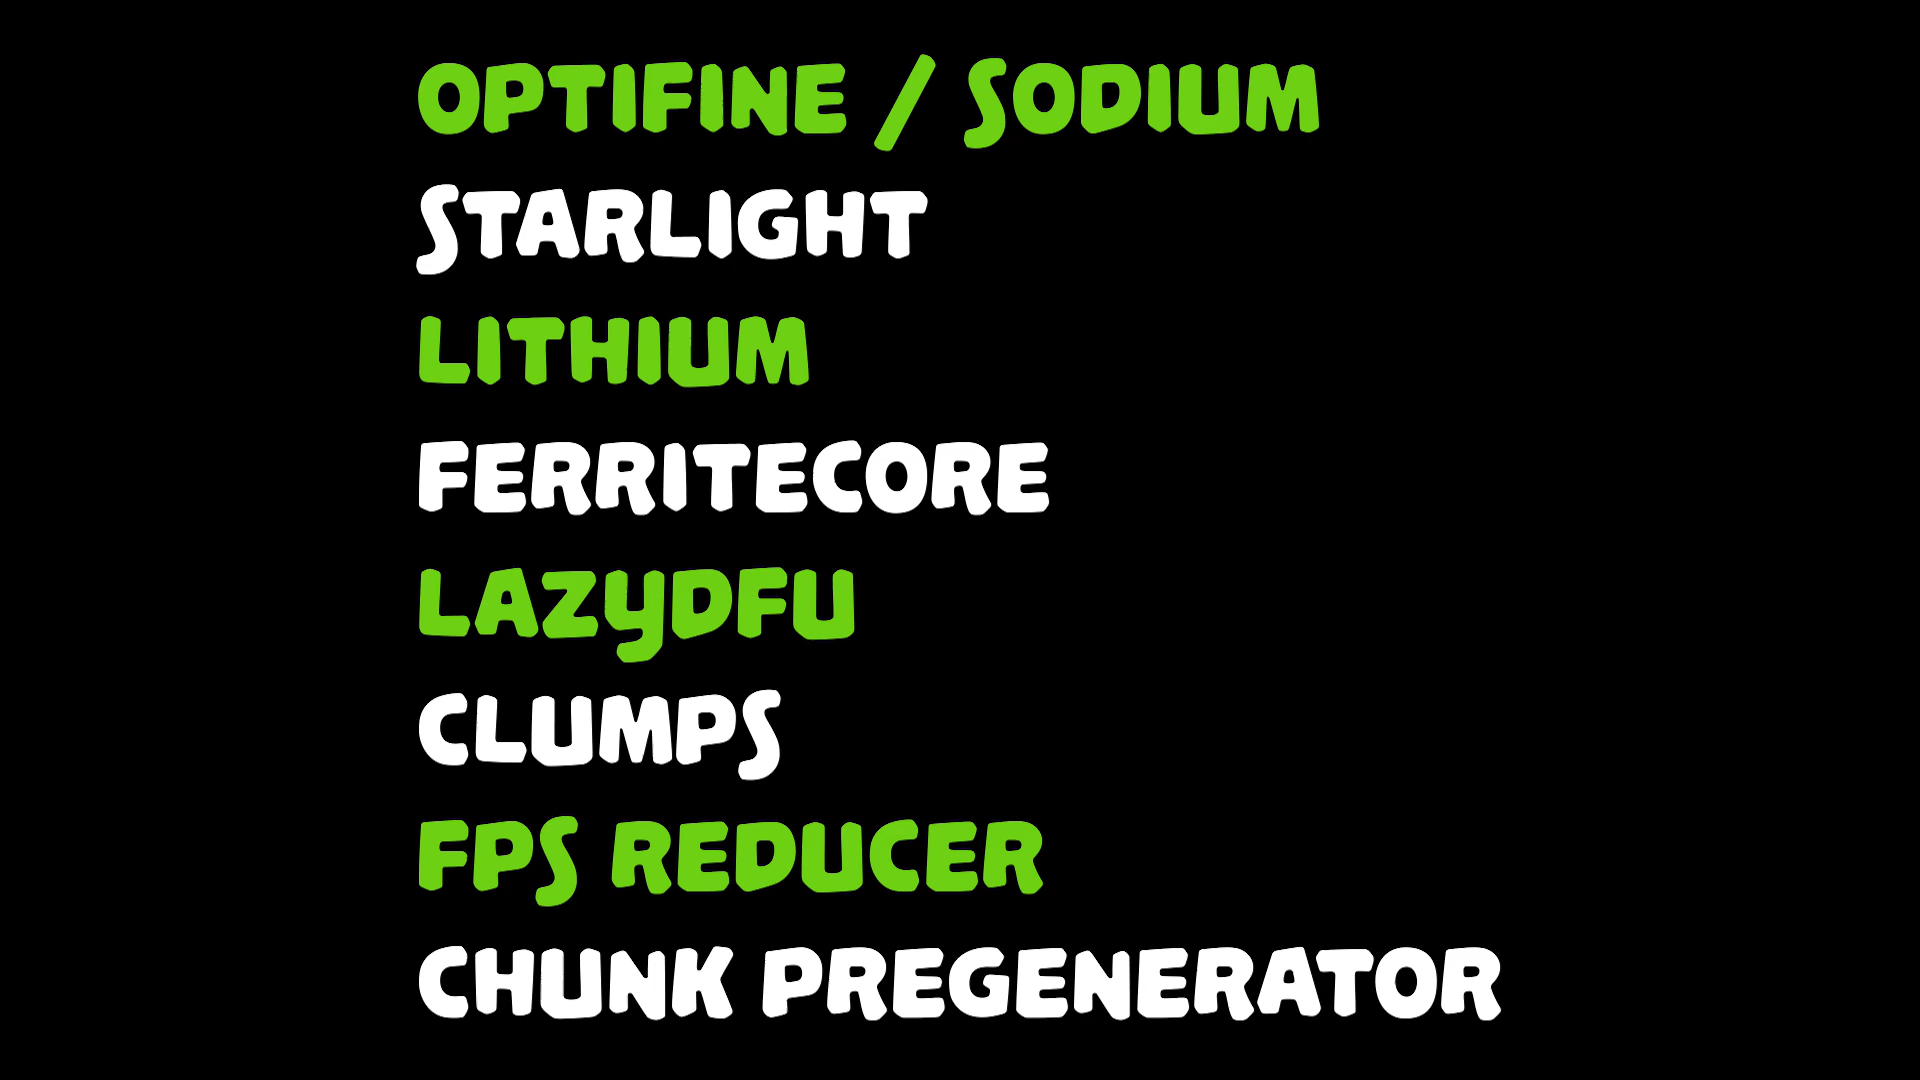 OPTIFINE / SODIUM
STARLIGHT
LITHIUM
FERRITECORE
LAZYDFU
CLUMPS
FPS REDUCER
CHUNK PREGENERATOR